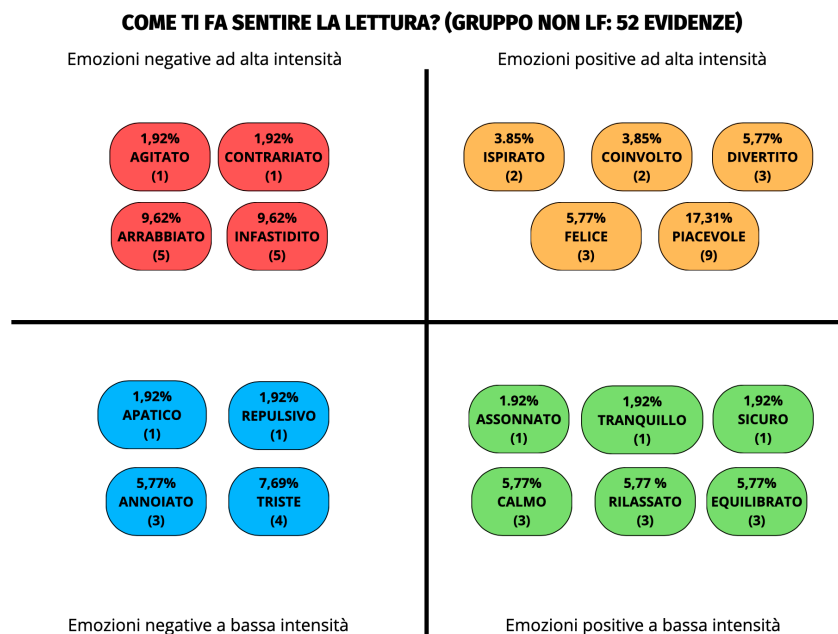 COME TI FA SENTIRE LA LETTURA? (GRUPPO NON LF: 52 EVIDENZE)
Emozioni negative ad alta intensità
Emozioni positive ad alta intensità
1,92%
AGITATO
(1)
1,92%
CONTRARIATO
(1)
9,62%
ARRABBIATO
(5)
9,62%
INFASTIDITO
(5)
3.85%
ISPIRATO
(2)
3,85%
COINVOLTO
(2)
5,77%
DIVERTITO
(3)
5,77%
FELICE
(3)
17,31%
PIACEVOLE
(9)
1,92%
APATICO
(1)
1,92%
REPULSIVO
(1)
5,77%
ANNOIATO
(3)
7,69%
TRISTE
(4)
1.92%
ASSONNATO
(1)
1,92%
TRANQUILLO
(1)
1,92%
SICURO
(1)
5,77%
CALMO
(3)
5,77 %
RILASSATO
(3)
5,77%
EQUILIBRATO
(3)
Emozioni negative a bassa intensità
Emozioni positive a bassa intensità